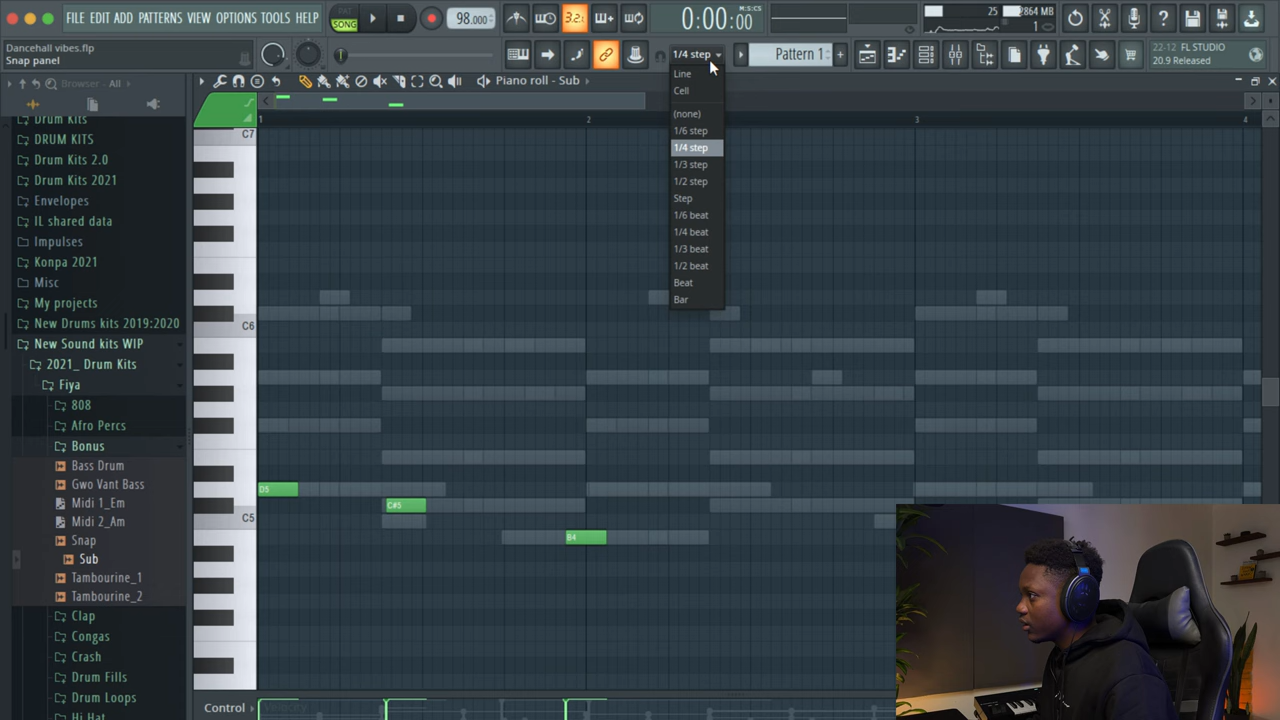 FILE EDIT ADD PATTERNS VIEW OPTIONS TOOLS HELP
PAT
SONG
98.000
3.2.
0:00:00
M:S:CS
25
2864 MB
1
Dancehall vibes.flp
Snap panel
1/4 step
Pattern 1
22-12 FL STUDIO
20.9 Released
Browser - All
Piano roll - Sub
Line
Cell
(none)
1/6 step
1/4 step
1/3 step
1/2 step
Step
1/6 beat
1/4 beat
1/3 beat
1/2 beat
Beat
Bar
1
2
3
4
C7
C6
C5
D5
C#5
B4
Drum Kits
DRUM KITS
Drum Kits 2.0
Drum Kits 2021
Envelopes
IL shared data
Impulses
Konpa 2021
Misc
My projects
New Drums kits 2019:2020
New Sound kits WIP
2021_ Drum Kits
Fiya
808
Afro Percs
Bonus
Bass Drum
Gwo Vant Bass
Midi 1_Em
Midi 2_Am
Snap
Sub
Tambourine_1
Tambourine_2
Clap
Congas
Crash
Drum Fills
Drum Loops
Hi Hat
Control
Velocity